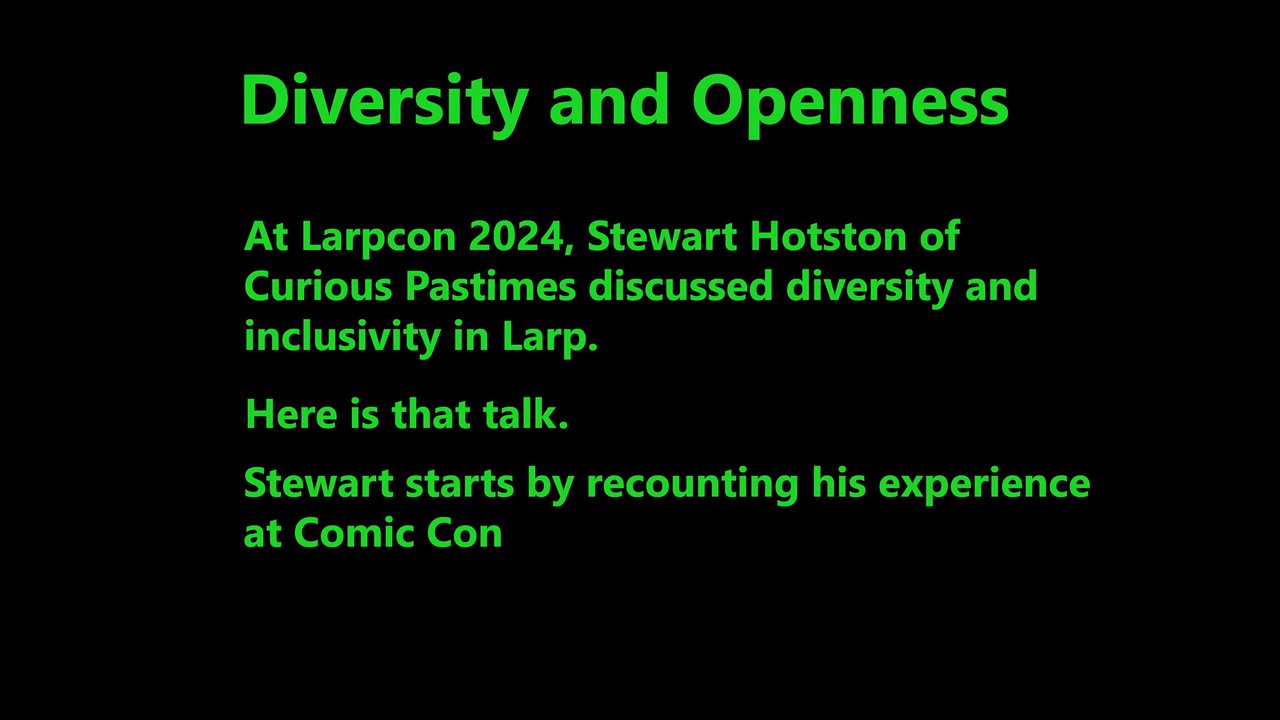 Diversity and Openness
At Larpcon 2024, Stewart Hotston of
Curious Pastimes discussed diversity and
inclusivity in Larp.
Here is that talk.
Stewart starts by recounting his experience
at Comic Con